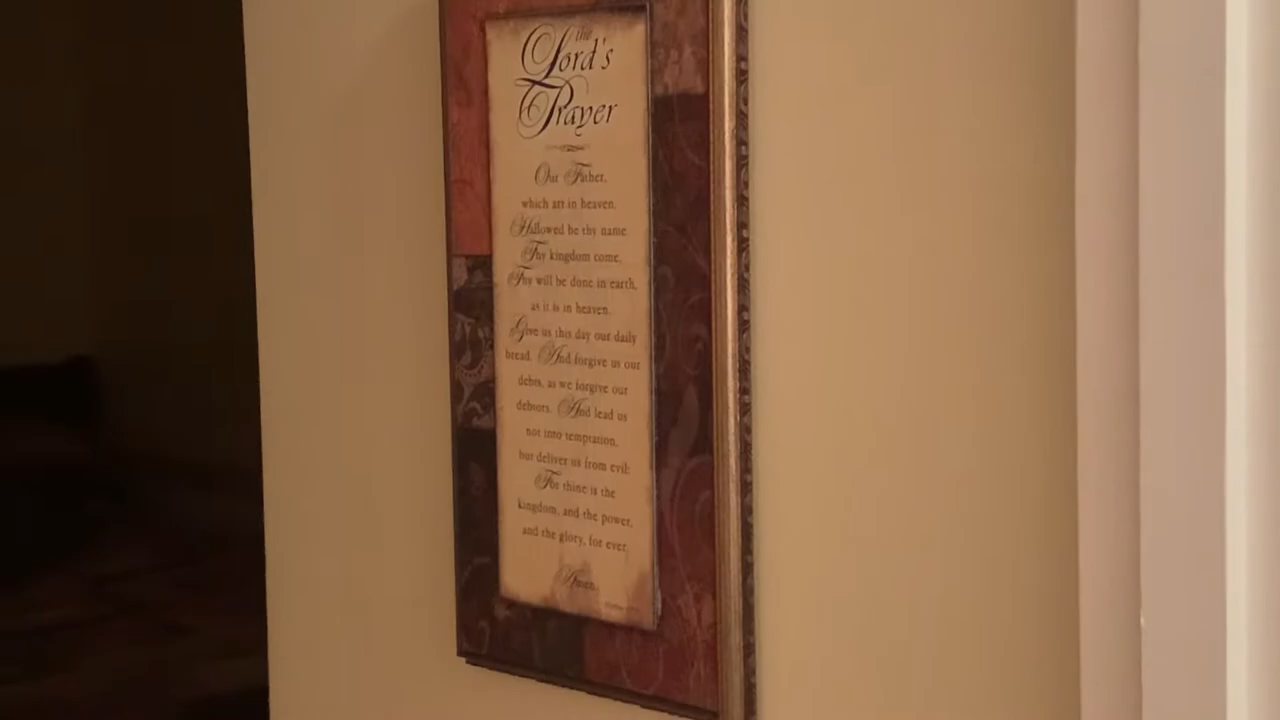 the
Lord's
Prayer
Our Father,
which art in heaven,
Hallowed be thy name.
Thy kingdom come,
Thy will be done in earth,
as it is in heaven.
Give us this day our daily
bread. And forgive us our
debts, as we forgive our
debtors. And lead us
not into temptation,
but deliver us from evil:
For thine is the
kingdom, and the power,
and the glory, for ever.
Amen.